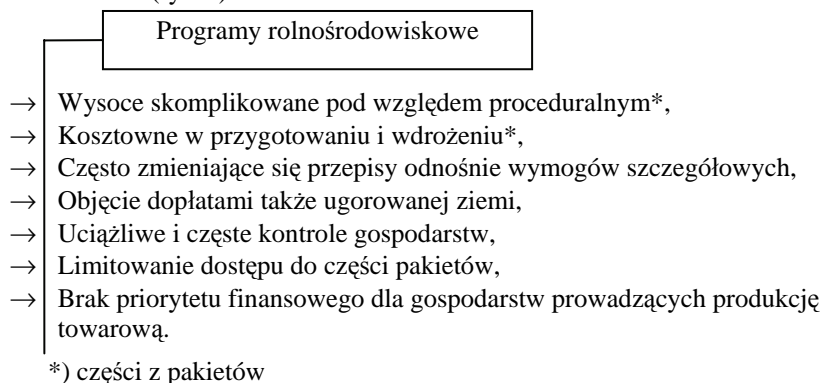 Programy rolnośrodowiskowe
→ Wysoce skomplikowane pod względem proceduralnym*,
→ Kosztowne w przygotowaniu i wdrożeniu*,
→ Często zmieniające się przepisy odnośnie wymogów szczegółowych,
→ Objęcie dopłatami także ugorowanej ziemi,
→ Uciążliwe i częste kontrole gospodarstw,
→ Limitowanie dostępu do części pakietów,
→ Brak priorytetu finansowego dla gospodarstw prowadzących produkcję
towarową.
*) części z pakietów